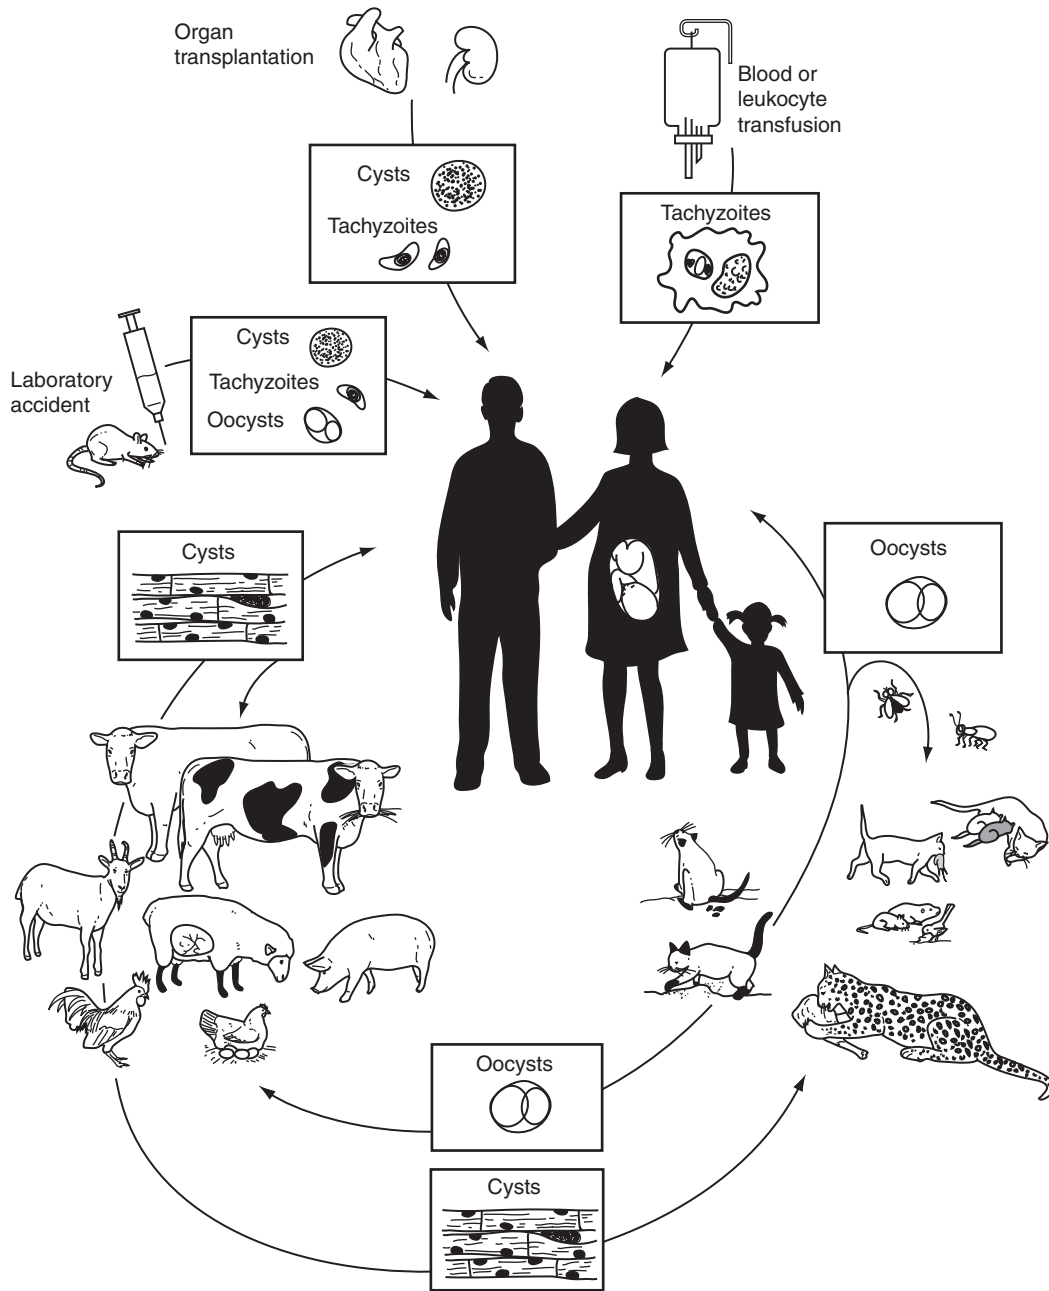 Organ
transplantation
Blood or
leukocyte
transfusion
Cysts
Tachyzoites
Tachyzoites
Laboratory
accident
Cysts
Tachyzoites
Oocysts
Cysts
Oocysts
Oocysts
Cysts